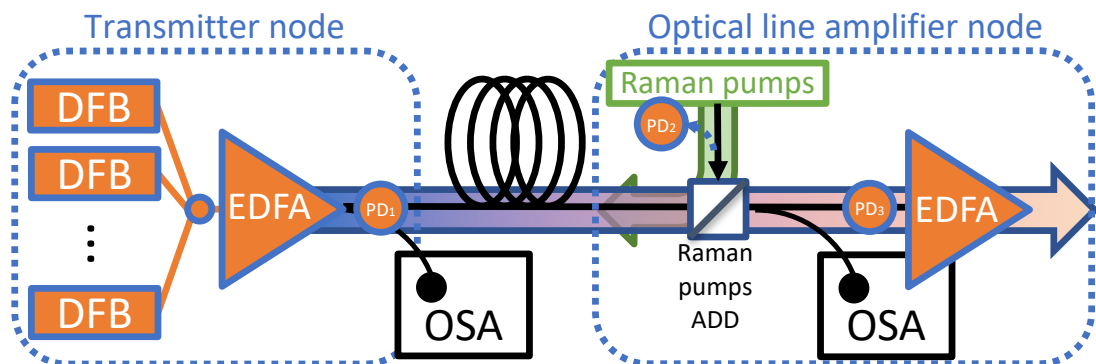 Transmitter node
DFB
DFB
...
DFB
EDFA
PD1
OSA
Optical line amplifier node
Raman pumps
PD2
Raman
pumps
ADD
PD3
EDFA
OSA